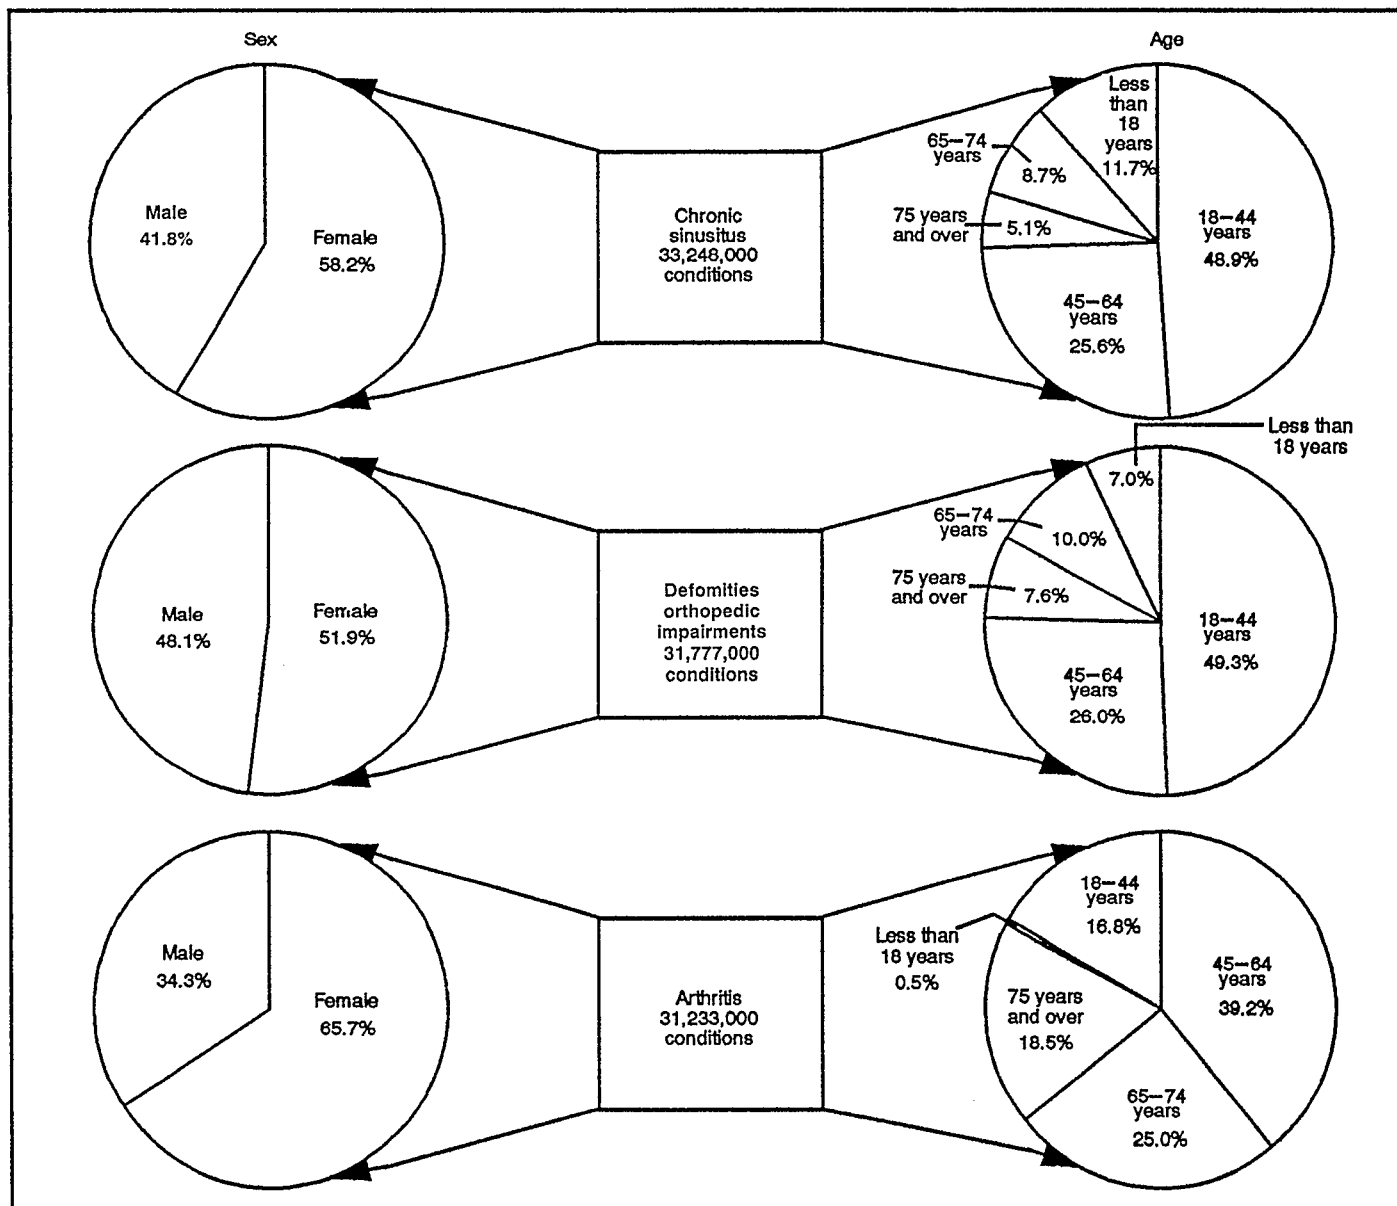 Sex
Age
Male
41.8%
Female
58.2%
Chronic
sinusitus
33,248,000
conditions
Less
than
18
years
11.7%
65–74
years
8.7%
75 years
and over
5.1%
18–44
years
48.9%
45–64
years
25.6%
Male
48.1%
Female
51.9%
Defomities
orthopedic
impairments
31,777,000
conditions
Less than
18 years
7.0%
65–74
years
10.0%
75 years
and over
7.6%
18–44
years
49.3%
45–64
years
26.0%
Male
34.3%
Female
65.7%
Arthritis
31,233,000
conditions
18–44
years
16.8%
Less than
18 years
0.5%
45–64
years
39.2%
75 years
and over
18.5%
65–74
years
25.0%